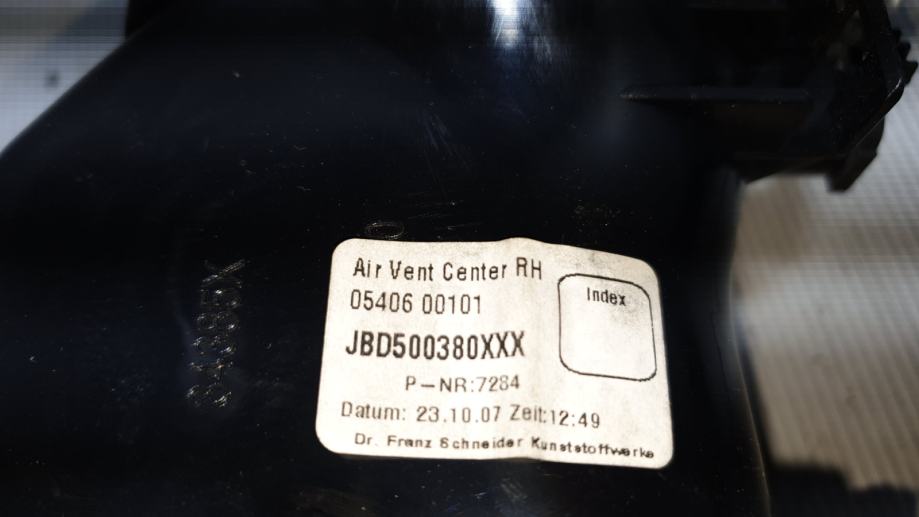 Air Vent Center RH
Index
05406 00101
JBD500380XXX
P-NR:7284
Datum: 23.10.07 Zeit:12:49
Dr. Franz Schneider Kunststoffwerke